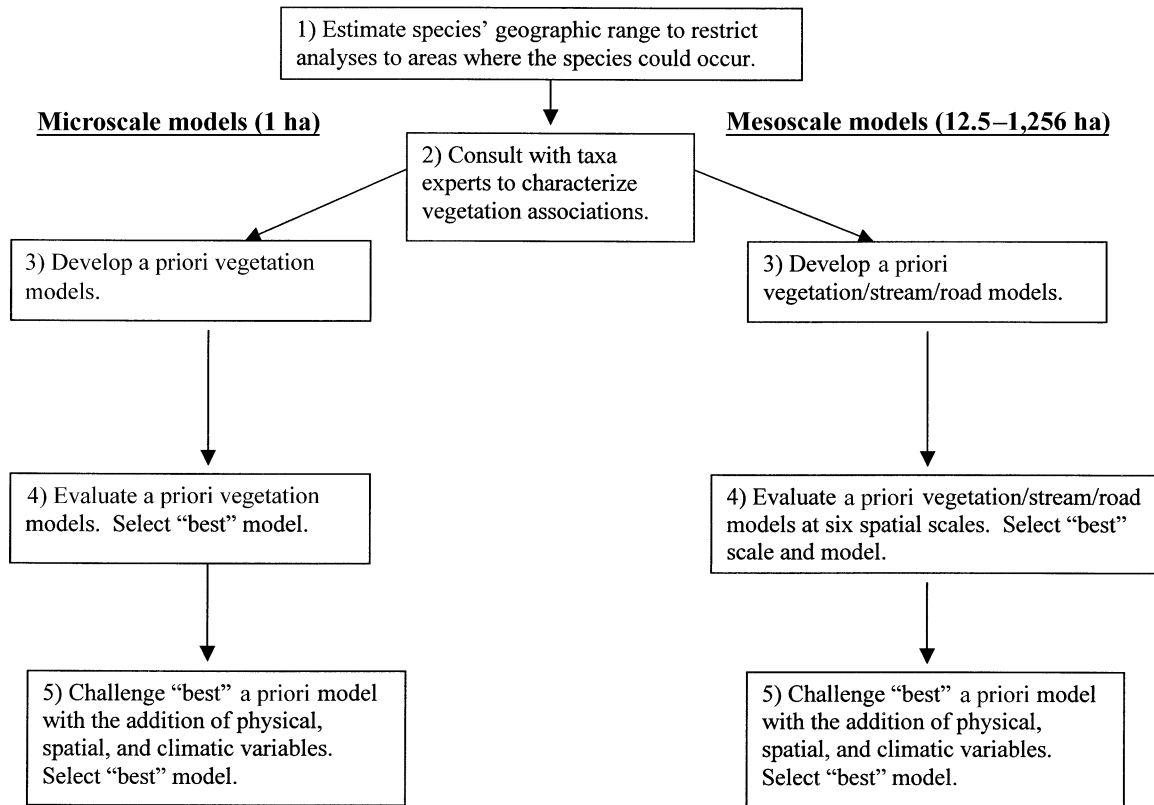 1) Estimate species’ geographic range to restrict
analyses to areas where the species could occur.
Microscale models (1 ha)
Mesoscale models (12.5–1,256 ha)
2) Consult with taxa
experts to characterize
vegetation associations.
3) Develop a priori vegetation
models.
3) Develop a priori
vegetation/stream/road models.
4) Evaluate a priori vegetation
models.  Select “best” model.
4) Evaluate a priori vegetation/stream/road
models at six spatial scales.  Select “best”
scale and model.
5) Challenge “best” a priori model
with the addition of physical,
spatial, and climatic variables.
Select “best” model.
5) Challenge “best” a priori model
with the addition of physical,
spatial, and climatic variables.
Select “best” model.